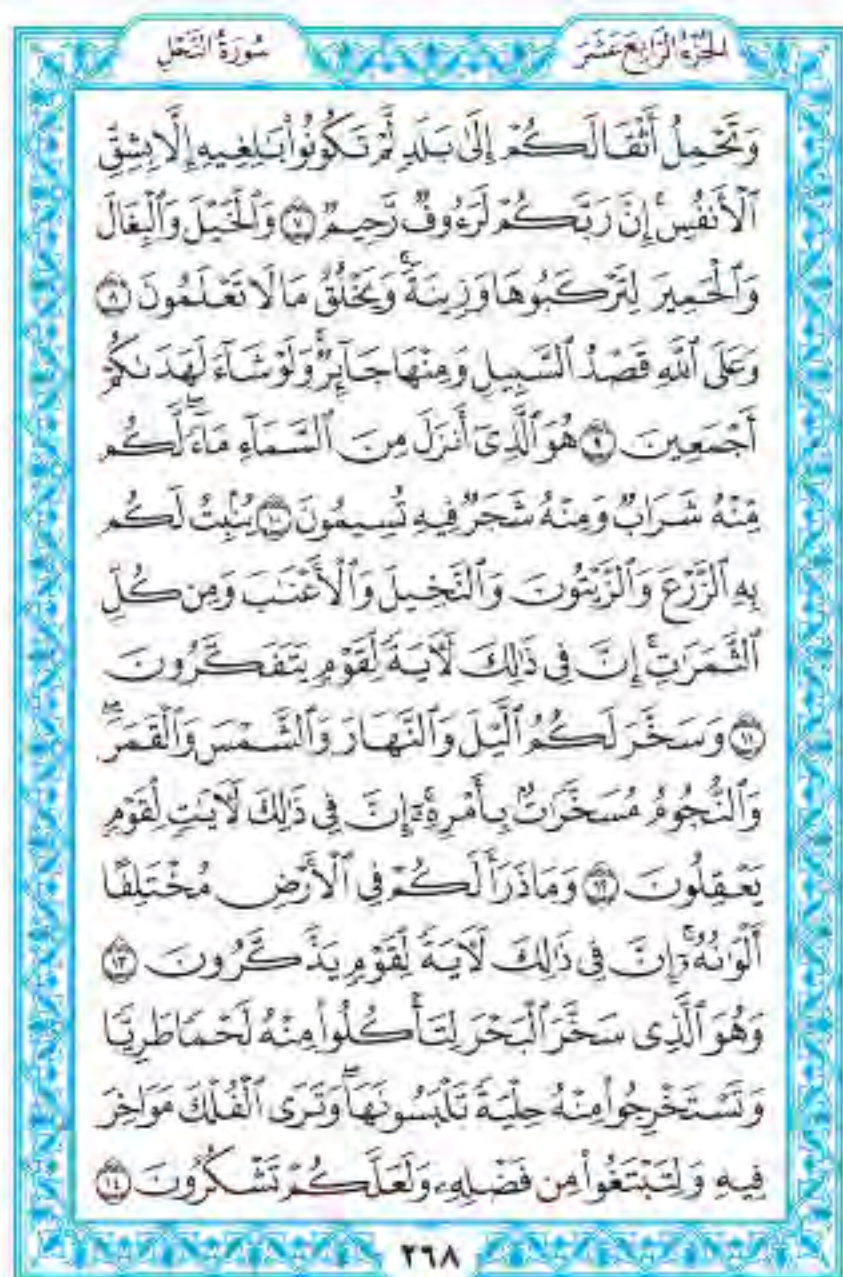 الجزء الرابع عشر
سورة النحل
وَتَحْمِلُ أَثْقَالَكُمْ إِلَىٰ بَلَدٍ لَّمْ تَكُونُوا۟ بَٰلِغِيهِ إِلَّا بِشِقِّ
ٱلْأَنفُسِ ۚ إِنَّ رَبَّكُمْ لَرَءُوفٌ رَّحِيمٌ ٧ وَٱلْخَيْلَ وَٱلْبِغَالَ
وَٱلْحَمِيرَ لِتَرْكَبُوهَا وَزِينَةً ۚ وَيَخْلُقُ مَا لَا تَعْلَمُونَ ٨
وَعَلَى ٱللَّهِ قَصْدُ ٱلسَّبِيلِ وَمِنْهَا جَآئِرٌ ۚ وَلَوْ شَآءَ لَهَدَىٰكُمْ
أَجْمَعِينَ ٩ هُوَ ٱلَّذِىٓ أَنزَلَ مِنَ ٱلسَّمَآءِ مَآءً ۖ لَّكُم
مِّنْهُ شَرَابٌ وَمِنْهُ شَجَرٌ فِيهِ تُسِيمُونَ ١٠ يُنۢبِتُ لَكُم
بِهِ ٱلزَّرْعَ وَٱلزَّيْتُونَ وَٱلنَّخِيلَ وَٱلْأَعْنَٰبَ وَمِن كُلِّ
ٱلثَّمَرَٰتِ ۗ إِنَّ فِى ذَٰلِكَ لَءَايَةً لِّقَوْمٍ يَتَفَكَّرُونَ
١١ وَسَخَّرَ لَكُمُ ٱلَّيْلَ وَٱلنَّهَارَ وَٱلشَّمْسَ وَٱلْقَمَرَ ۖ
وَٱلنُّجُومُ مُسَخَّرَٰتٌۢ بِأَمْرِهِۦٓ ۗ إِنَّ فِى ذَٰلِكَ لَءَايَٰتٍ لِّقَوْمٍ
يَعْقِلُونَ ١٢ وَمَا ذَرَأَ لَكُمْ فِى ٱلْأَرْضِ مُخْتَلِفًا
أَلْوَٰنُهُۥٓ ۗ إِنَّ فِى ذَٰلِكَ لَءَايَةً لِّقَوْمٍ يَذَّكَّرُونَ ١٣
وَهُوَ ٱلَّذِى سَخَّرَ ٱلْبَحْرَ لِتَأْكُلُوا۟ مِنْهُ لَحْمًا طَرِيًّا
وَتَسْتَخْرِجُوا۟ مِنْهُ حِلْيَةً تَلْبَسُونَهَا ۖ وَتَرَى ٱلْفُلْكَ مَوَاخِرَ
فِيهِ وَلِتَبْتَغُوا۟ مِن فَضْلِهِۦ وَلَعَلَّكُمْ تَشْكُرُونَ ١٤
٢٦٨